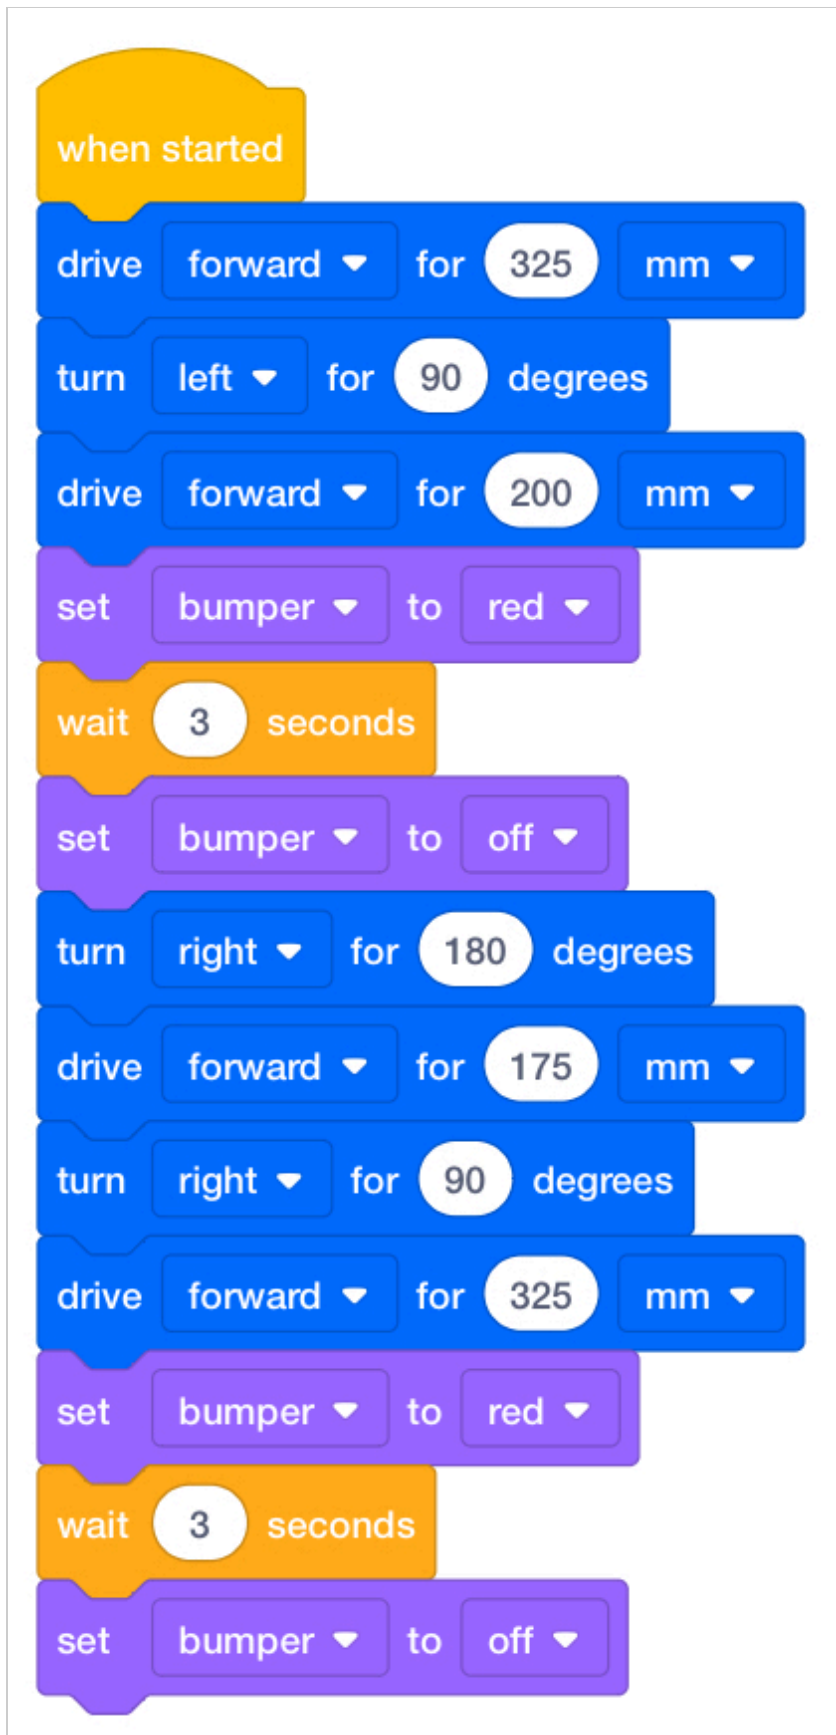 when started
drive forward for 325 mm
turn left for 90 degrees
drive forward for 200 mm
set bumper to red
wait 3 seconds
set bumper to off
turn right for 180 degrees
drive forward for 175 mm
turn right for 90 degrees
drive forward for 325 mm
set bumper to red
wait 3 seconds
set bumper to off